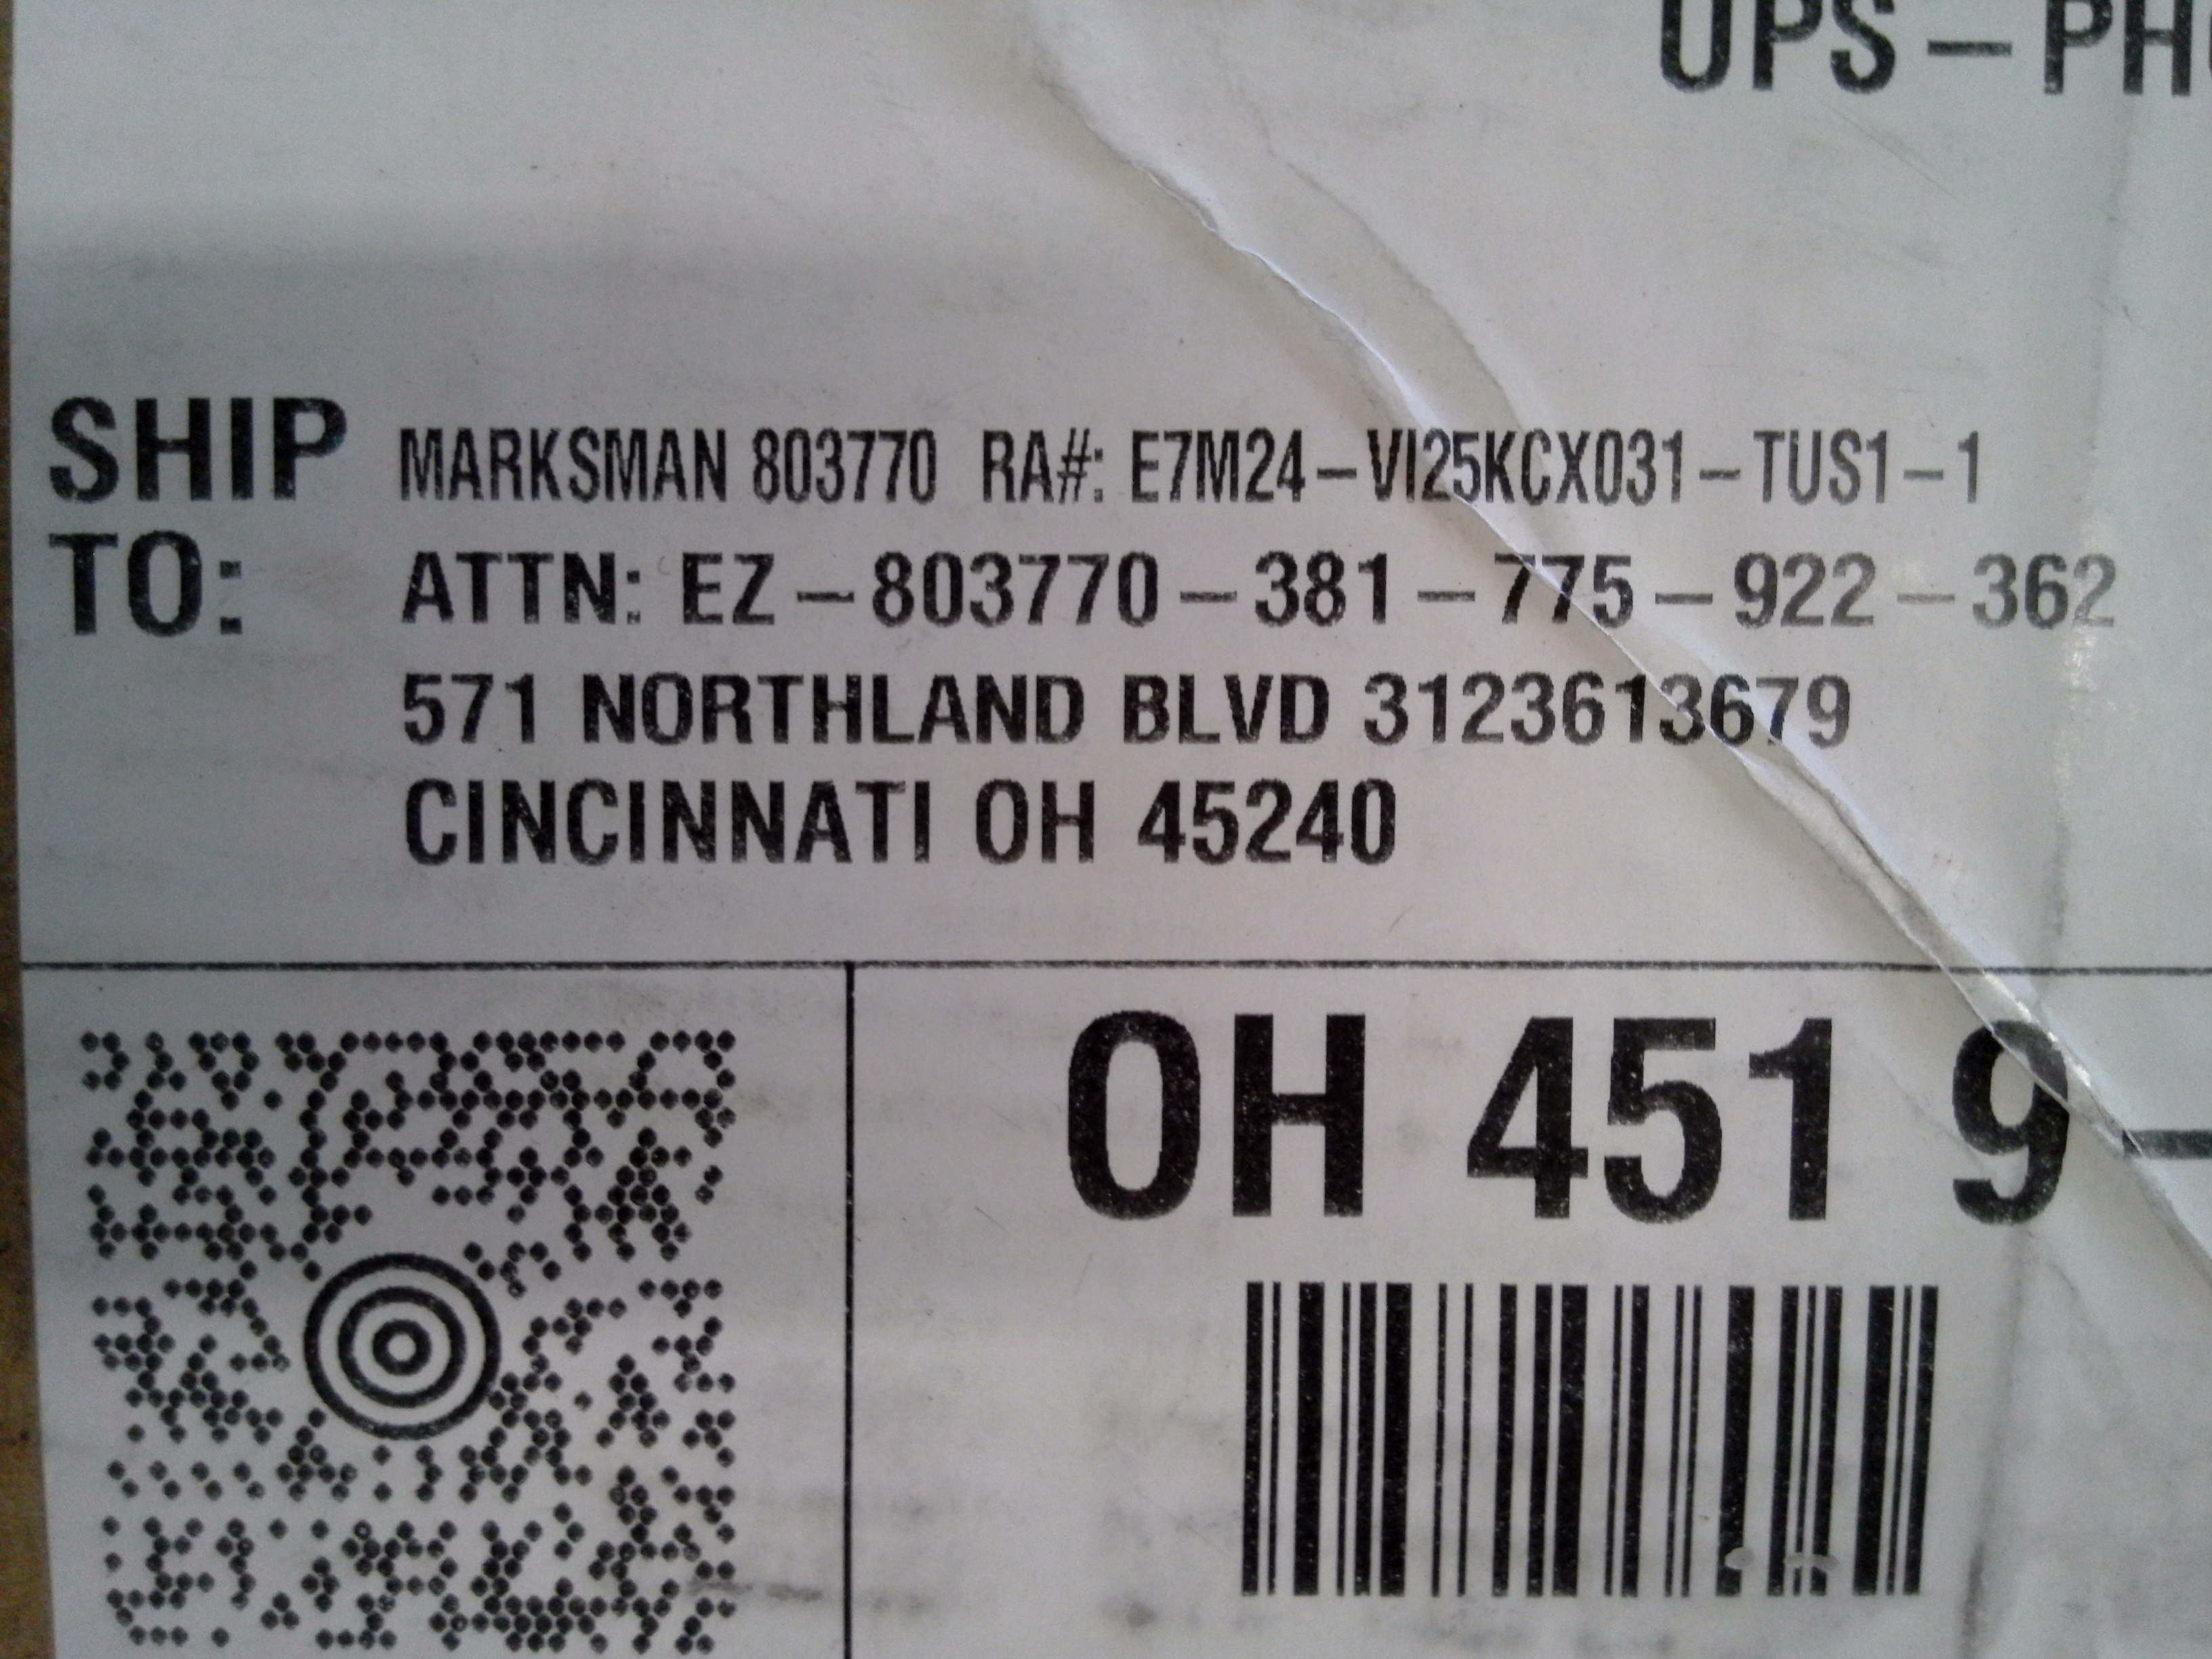 UPS – PH
SHIP TO:
MARKSMAN 803770 RA#: E7M24–VI25KCX031–TUS1–1
ATTN: EZ – 803770 – 381 – 775 – 922 – 362
571 NORTHLAND BLVD 3123613679
CINCINNATI OH 45240
OH 451 9 –